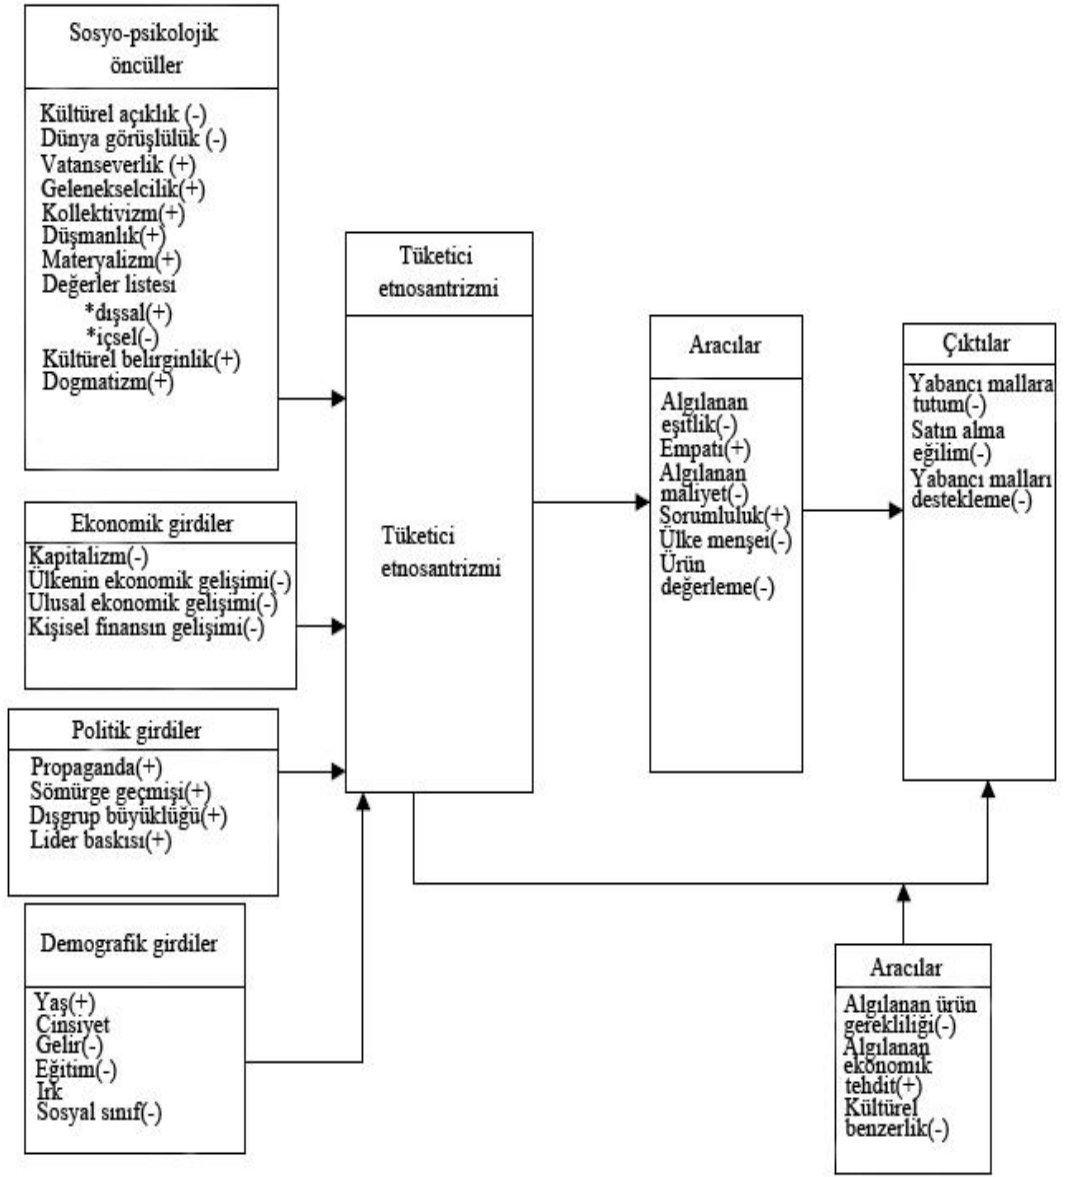 Sosyo-psikolojik
öncüller
Kültürel açıklık (-)
Dünya görüşlülük (-)
Vatanseverlik (+)
Gelenekselcilik(+)
Kollektivizm(+)
Düşmanlık(+)
Materyalizm(+)
Değerler listesi
*dışsal(+)
*içsel(-)
Kültürel belirginlik(+)
Dogmatizm(+)
Ekonomik girdiler
Kapitalizm(-)
Ülkenin ekonomik gelişimi(-)
Ulusal ekonomik gelişimi(-)
Kişisel finansın gelişimi(-)
Politik girdiler
Propaganda(+)
Sömürge geçmişi(+)
Dışgrup büyüklüğü(+)
Lider baskısı(+)
Demografik girdiler
Yaş(+)
Cinsiyet
Gelir(-)
Eğitim(-)
Irk
Sosyal sınıf(-)
Tüketici
etnosantrizmi
Tüketici
etnosantrizmi
Aracılar
Algılanan
eşitlik(-)
Empati(+)
Algılanan
maliyet(-)
Sorumluluk(+)
Ülke menşei(-)
Ürün
değerleme(-)
Çıktılar
Yabancı mallara
tutum(-)
Satın alma
eğilim(-)
Yabancı malları
destekleme(-)
Aracılar
Algılanan ürün
gerekliliği(-)
Algılanan
ekonomik
tehdit(+)
Kültürel
benzerlik(-)